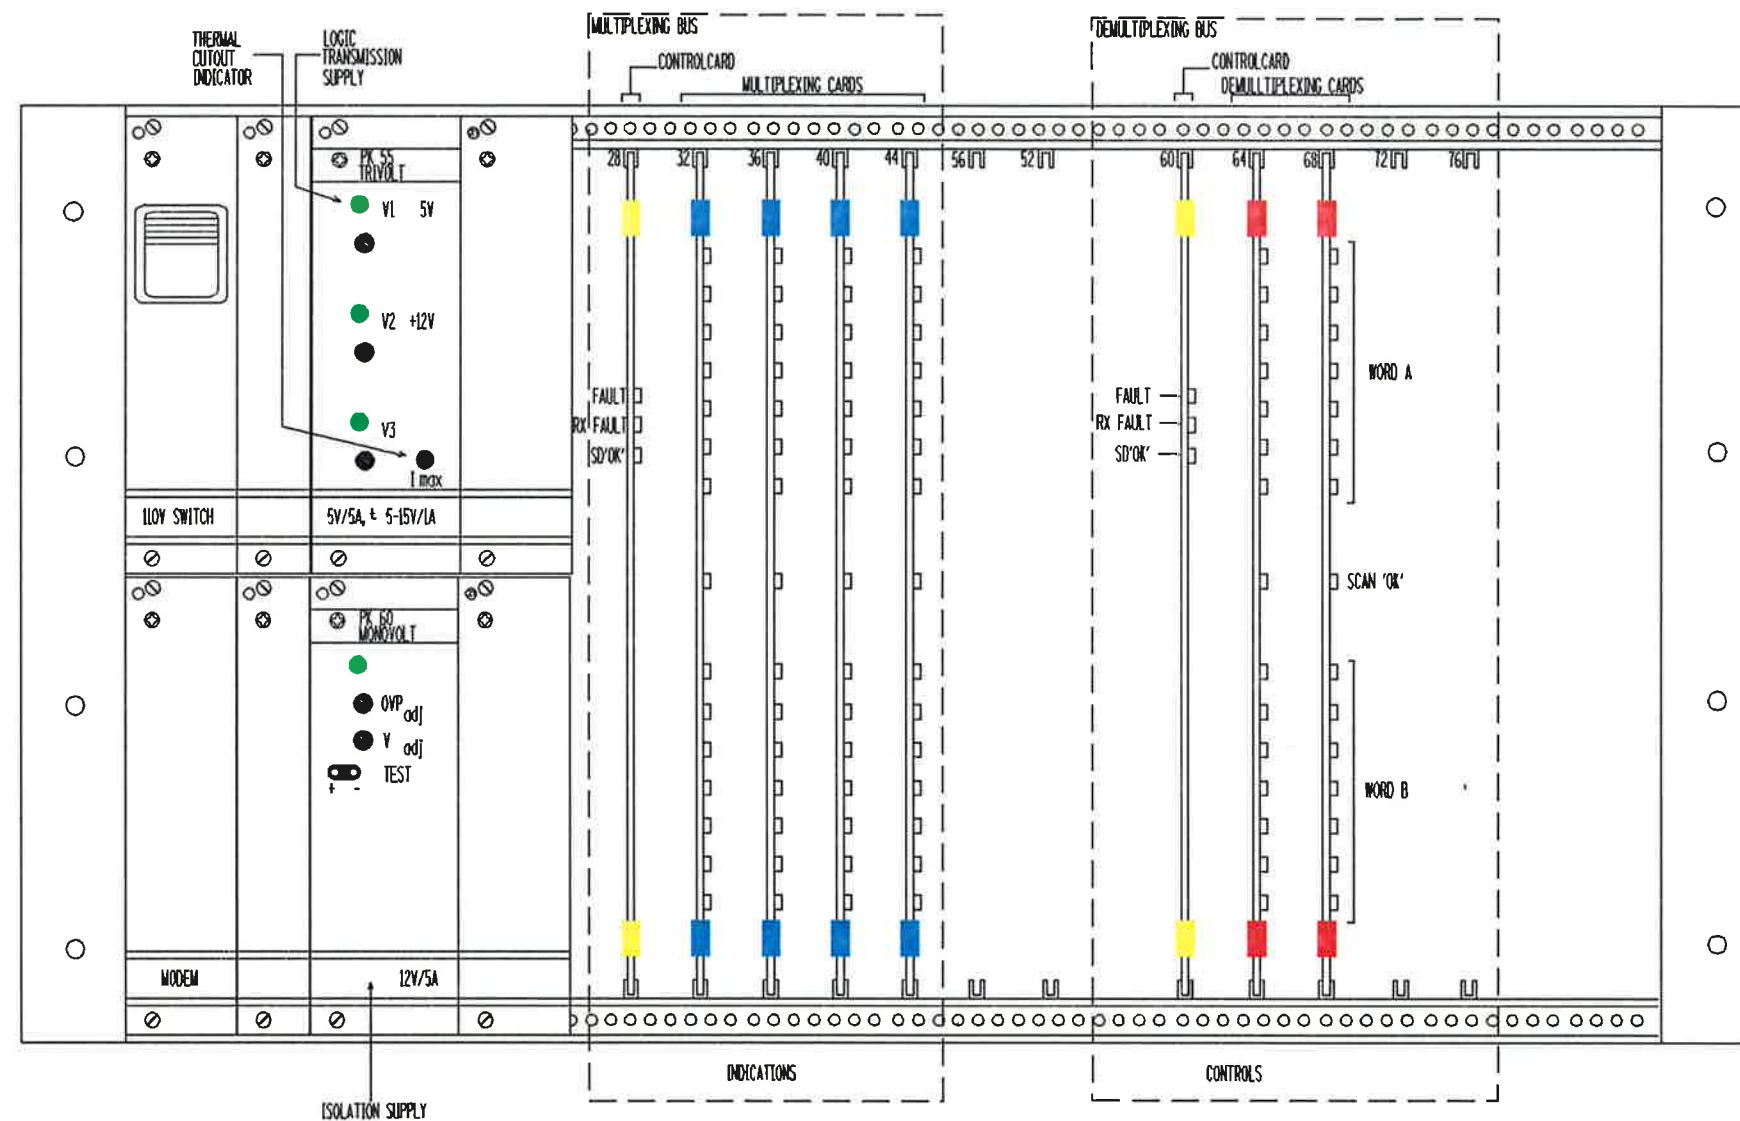 THERMAL
CUTOUT
INDICATOR
LOGIC
TRANSMISSION
SUPPLY
MULTIPLEXING BUS
CONTROLCARD
MULTIPLEXING CARDS
DEMULTIPLEXING BUS
CONTROLCARD
DEMULLTIPLEXING CARDS
28 32 36 40 44 56 52 60 64 68 72 76
PK 55
TRIVOLT
V1 5V
V2 +12V
V3
I max
110V SWITCH
5V/5A, ± 5-15V/1A
FAULT
RX FAULT
SD'OK'
FAULT
RX FAULT
SD'OK'
WORD A
SCAN 'OK'
WORD B
PK 60
MONOVOLT
OVP adj
V adj
TEST
+ -
MODEM
12V/5A
ISOLATION SUPPLY
INDICATIONS
CONTROLS